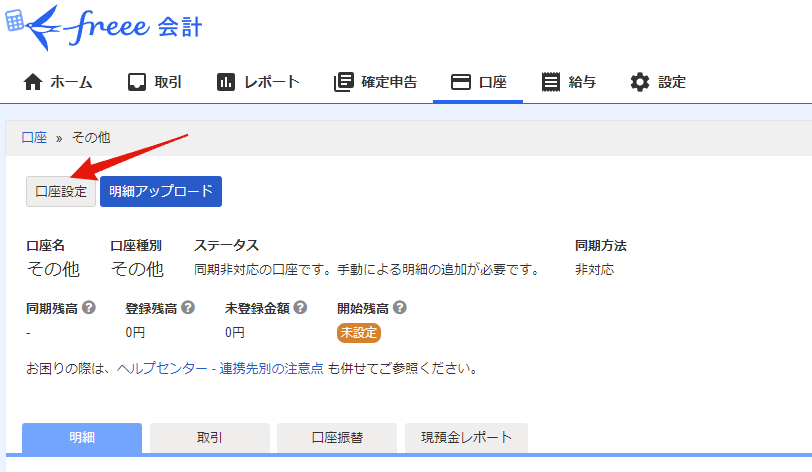 freee 会計
ホーム 取引 レポート 確定申告 口座 給与 設定
口座 » その他
口座設定 明細アップロード
口座名 口座種別 ステータス 同期方法
その他 その他 同期非対応の口座です。手動による明細の追加が必要です。 非対応
同期残高 ? 登録残高 ? 未登録金額 ? 開始残高 ?
- 0円 0円 未設定
お困りの際は、ヘルプセンター - 連携先別の注意点 も併せてご参照ください。
明細 取引 口座振替 現預金レポート